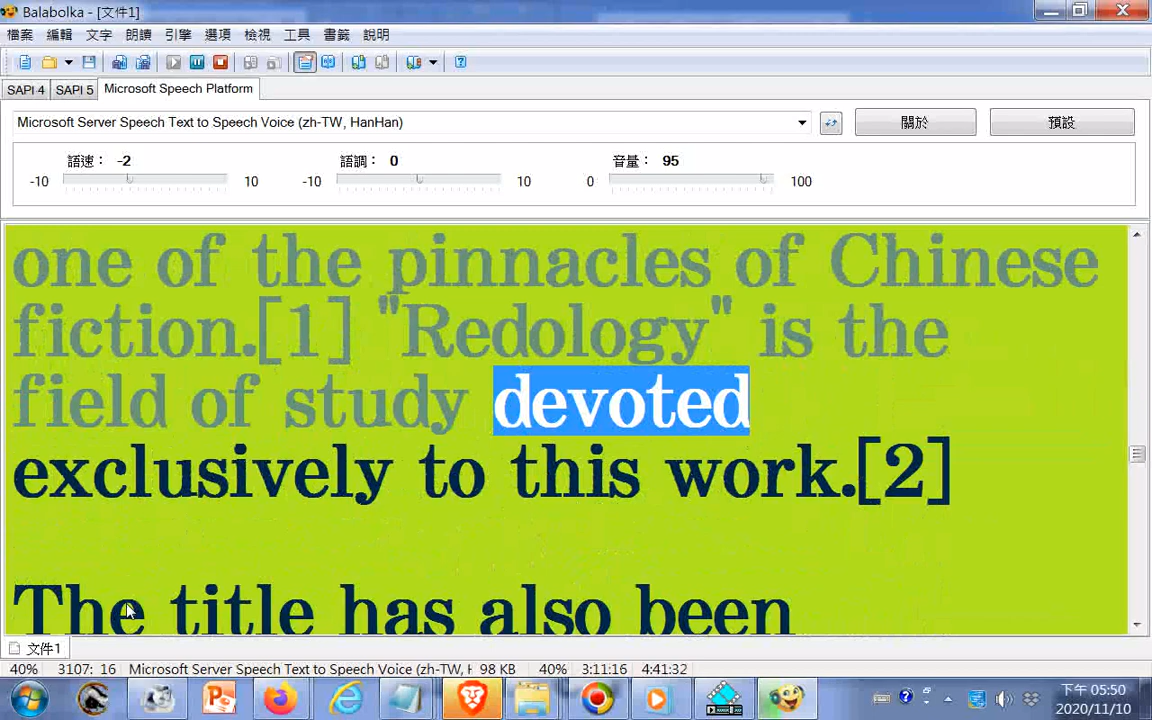 Balabolka - [文件1]
檔案 編輯 文字 朗讀 引擎 選項 檢視 工具 書籤 說明
SAPI 4 SAPI 5 Microsoft Speech Platform
Microsoft Server Speech Text to Speech Voice (zh-TW, HanHan) 關於 預設
語速： -2 語調： 0 音量： 95
-10 10 -10 10 0 100
one of the pinnacles of Chinese
fiction.[1] "Redology" is the
field of study devoted
exclusively to this work.[2]
The title has also been
文件1
40% 3107: 16 Microsoft Server Speech Text to Speech Voice (zh-TW, H 98 KB 40% 3:11:16 4:41:32
下午 05:50
2020/11/10